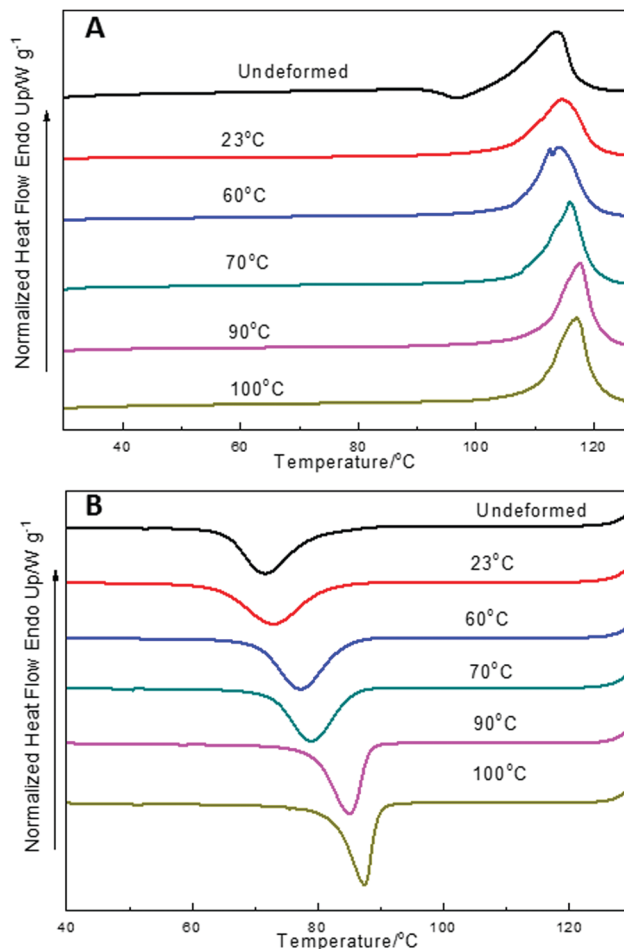 A
Undeformed
23°C
60°C
70°C
90°C
100°C
Normalized Heat Flow Endo Up/W g-1
40 60 80 100 120
Temperature/°C
B
Undeformed
23°C
60°C
70°C
90°C
100°C
Normalized Heat Flow Endo Up/W g-1
40 60 80 100 120
Temperature/°C